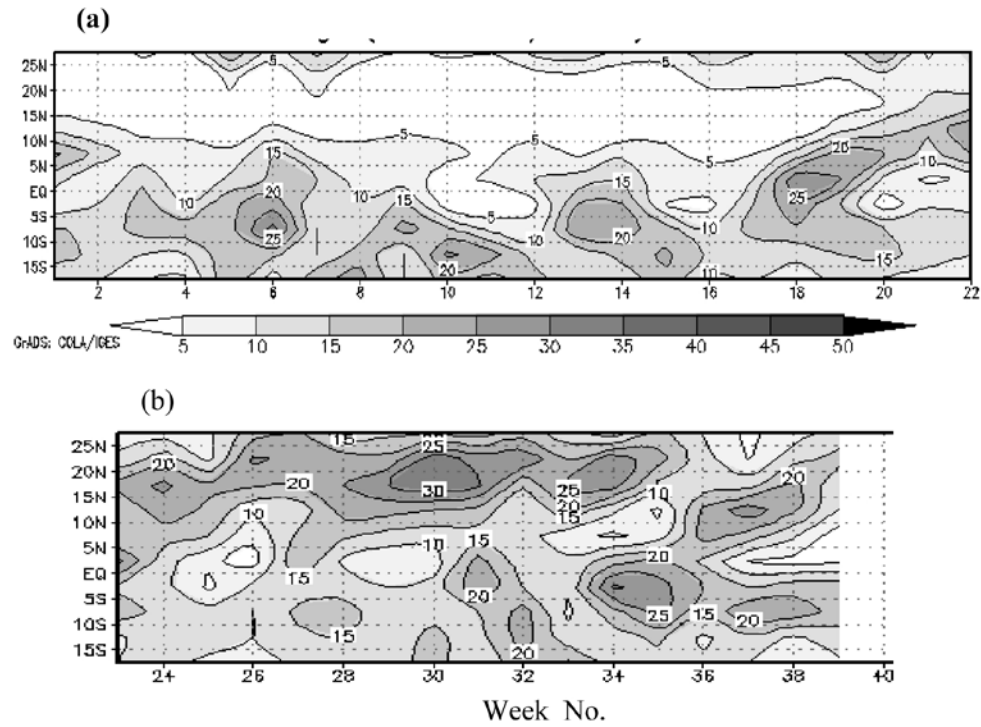 (a)
25N
20N
15N
10N
5N
EQ
5S
10S
15S
5 5 5
5 5 5
15 20
10 15 15 10
20 10
25 5 10 25
20 10 15
20 10
2 4 6 8 10 12 14 16 18 20 22
GrADS: COLA/IGES
5 10 15 20 25 30 35 40 45 50
(b)
25N
20N
15N
10N
5N
EQ
5S
10S
15S
15 25
20 20
20 30 25 10
20
10 15
10 15 20
15
20 25 15
15 20
20
24 26 28 30 32 34 36 38 40
Week No.